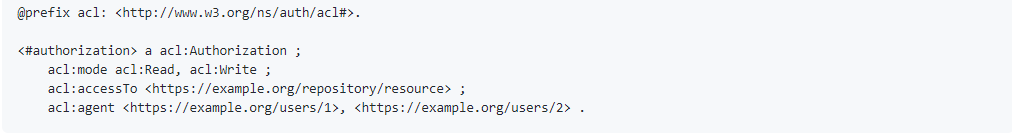 @prefix acl: <http://www.w3.org/ns/auth/acl#>.
<#authorization> a acl:Authorization ;
acl:mode acl:Read, acl:Write ;
acl:accessTo <https://example.org/repository/resource> ;
acl:agent <https://example.org/users/1>, <https://example.org/users/2> .